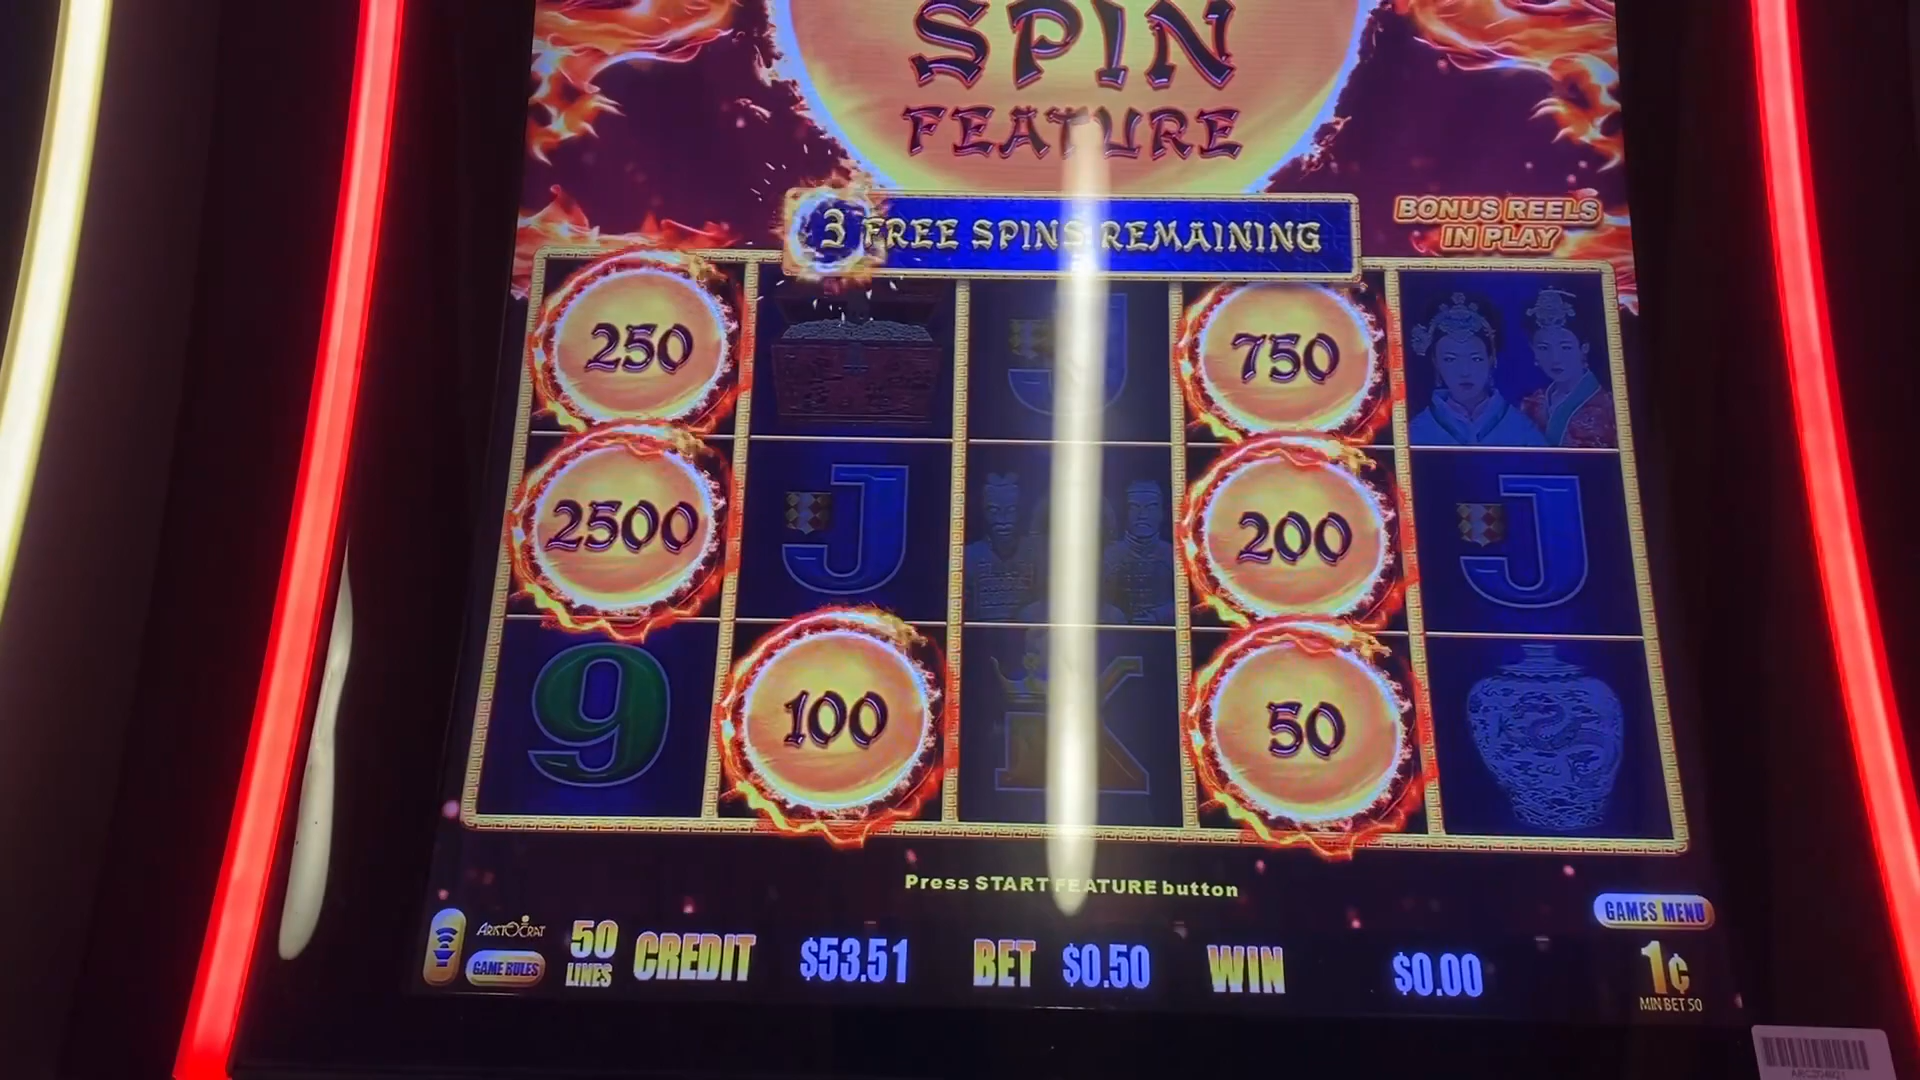 SPIN
FEATURE
3 FREE SPINS REMAINING
BONUS REELS
IN PLAY
250
750
2500
J
200
J
9
100
K
50
Press START FEATURE button
GAMES MENU
ARISTOCRAT
GAME RULES
50
LINES
CREDIT $53.51
BET $0.50
WIN $0.00
1¢
MIN BET 50